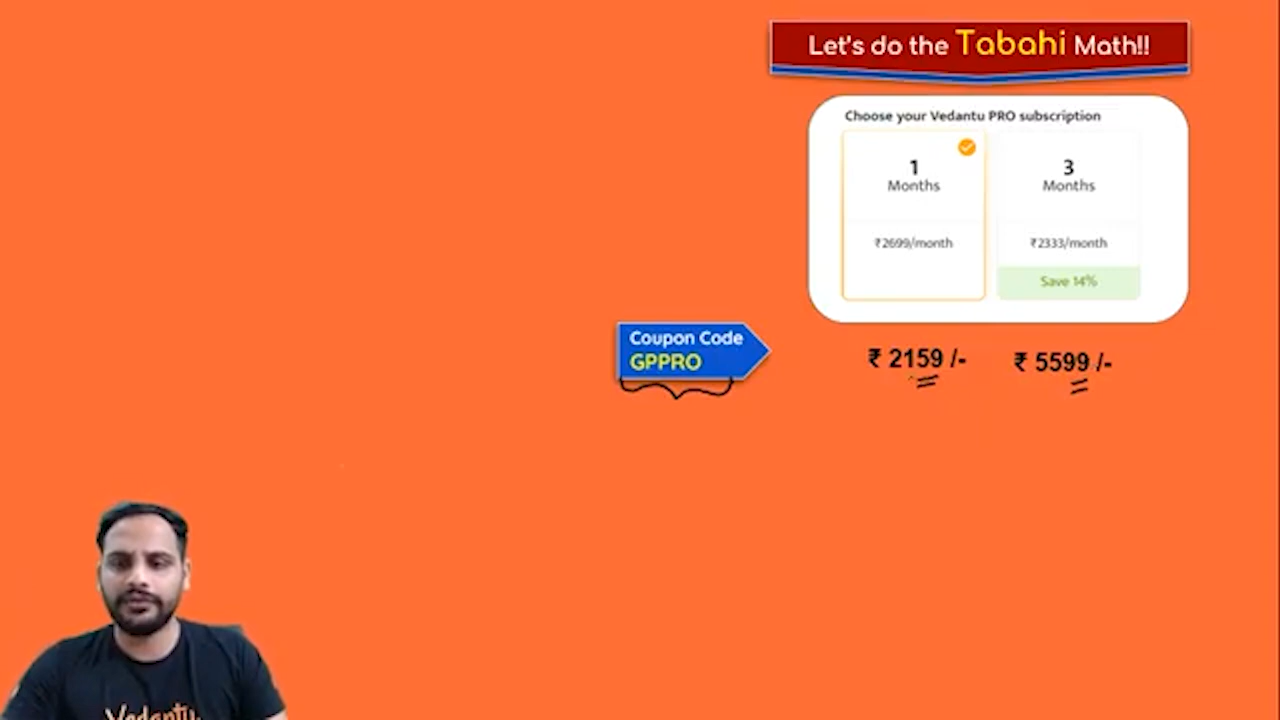 Let's do the Tabahi Math!!
Choose your Vedantu PRO subscription
1
Months
₹2699/month
3
Months
₹2333/month
Save 14%
Coupon Code
GPPRO
₹ 2159 /-
₹ 5599 /-
Vedantu